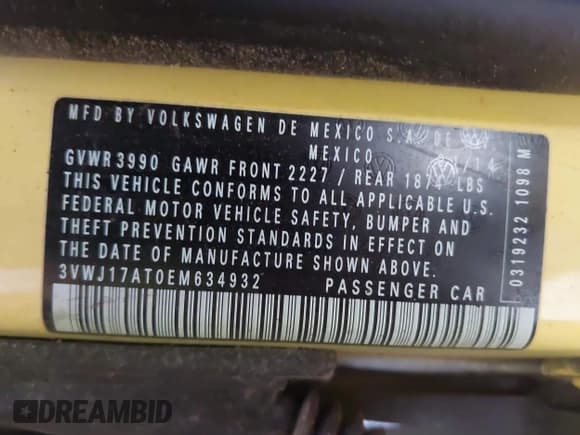 MFD BY VOLKSWAGEN DE MEXICO S.A. DE
MEXICO /14
GVWR 3990 GAWR FRONT 2227 / REAR 1874 LBS
THIS VEHICLE CONFORMS TO ALL APPLICABLE U.S.
FEDERAL MOTOR VEHICLE SAFETY, BUMPER AND
THEFT PREVENTION STANDARDS IN EFFECT ON
THE DATE OF MANUFACTURE SHOWN ABOVE.
3VWJ17AT0EM634932 PASSENGER CAR
0319232 1098 M
DREAMBID